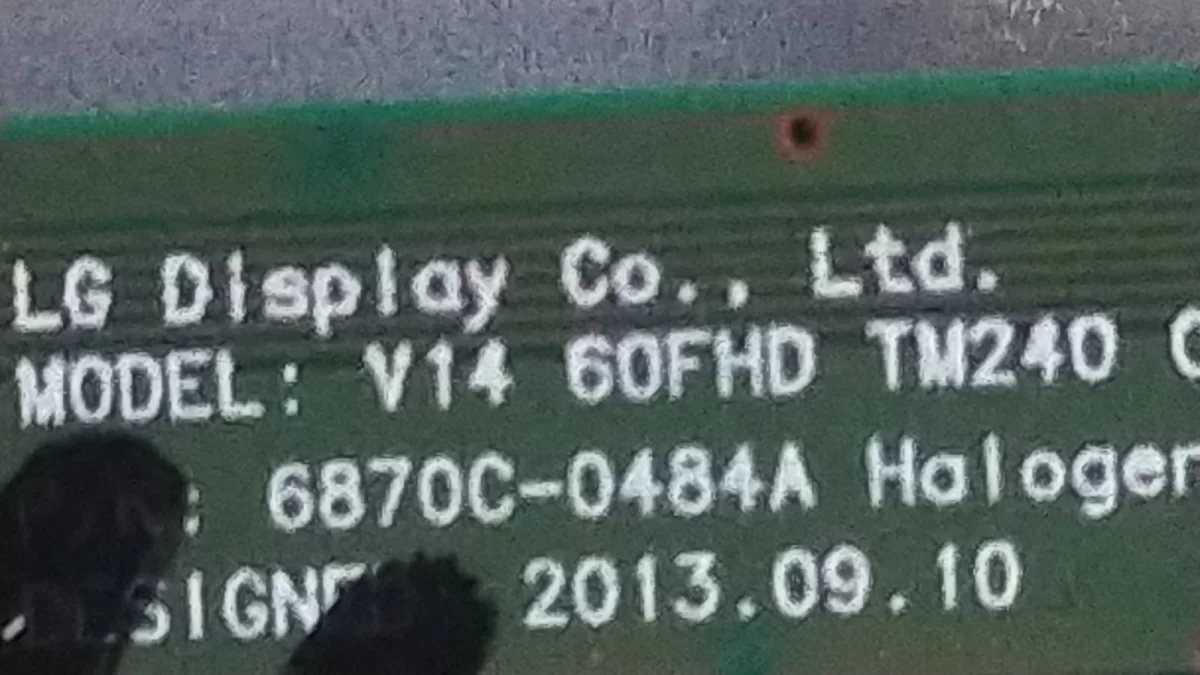 LG Display Co., Ltd.
MODEL: V14 60FHD TM240
: 6870C-0484A
2013.09.10